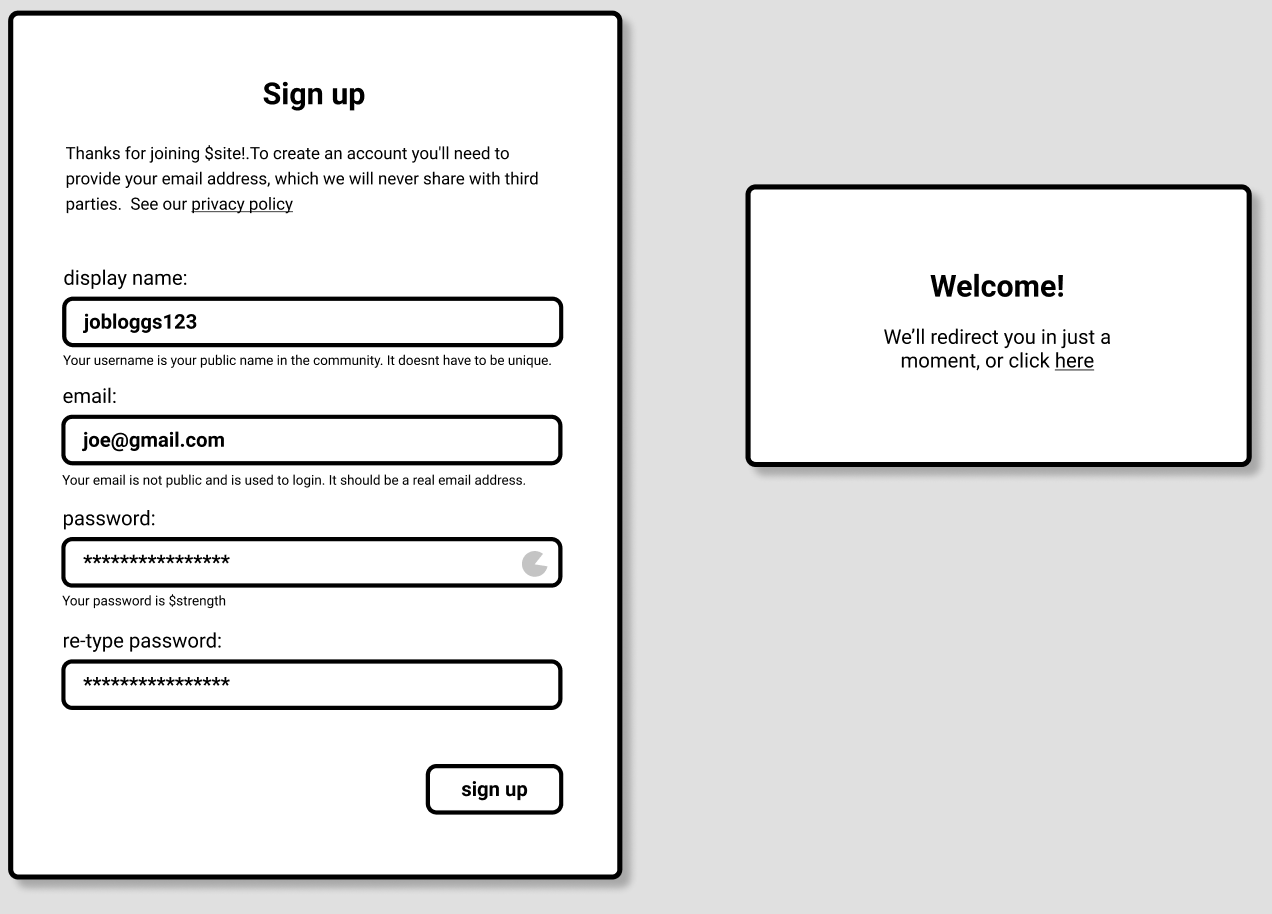 Sign up
Thanks for joining $site!.To create an account you'll need to
provide your email address, which we will never share with third
parties.  See our privacy policy
display name:
jobloggs123
Your username is your public name in the community. It doesnt have to be unique.
email:
joe@gmail.com
Your email is not public and is used to login. It should be a real email address.
password:
****************
Your password is $strength
re-type password:
****************
sign up
Welcome!
We’ll redirect you in just a
moment, or click here